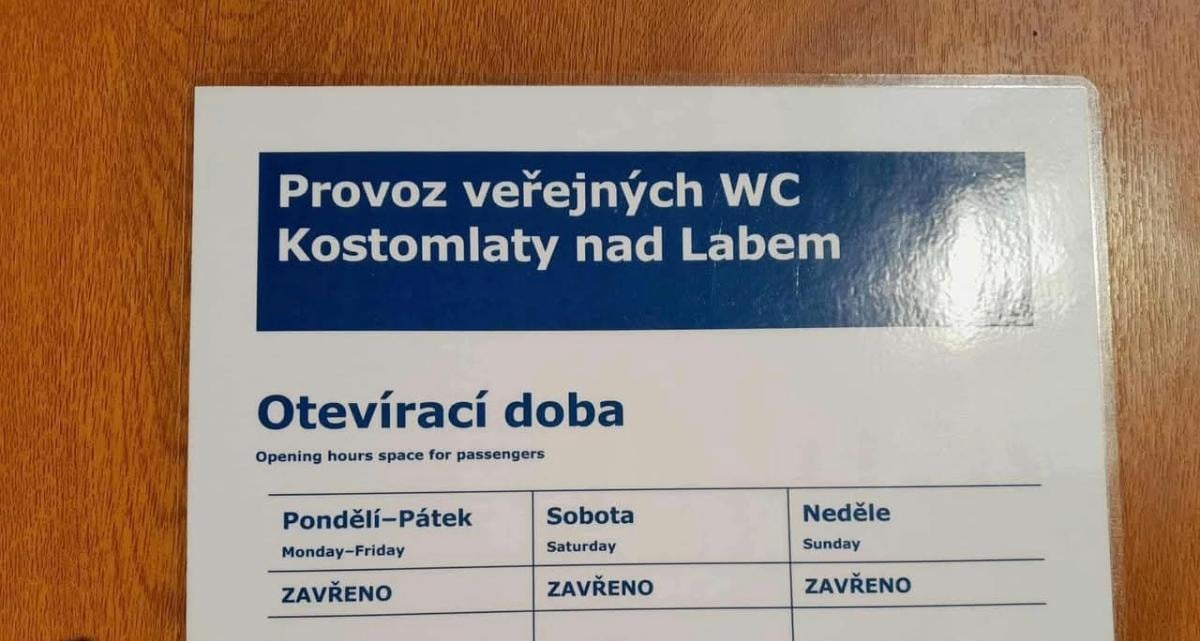 Provoz veřejných WC
Kostomlaty nad Labem
Otevírací doba
Opening hours space for passengers
Pondělí–Pátek Sobota Neděle
Monday–Friday Saturday Sunday
ZAVŘENO ZAVŘENO ZAVŘENO